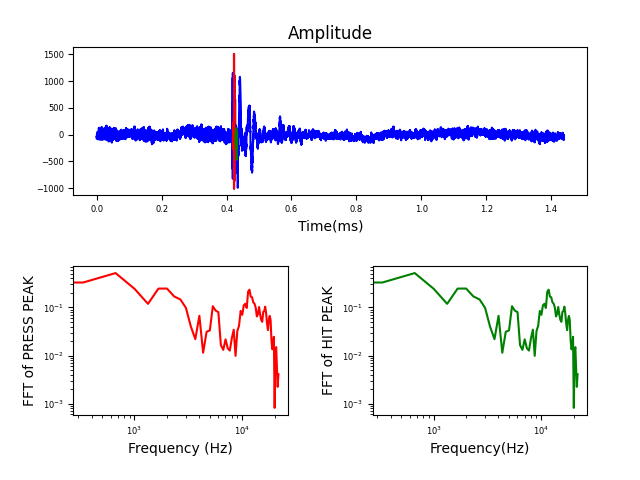 Amplitude
1500
1000
500
0
−500
−1000
0.0 0.2 0.4 0.6 0.8 1.0 1.2 1.4
Time(ms)
FFT of PRESS PEAK
10⁻¹
10⁻²
10⁻³
10³ 10⁴
Frequency (Hz)
FFT of HIT PEAK
10⁻¹
10⁻²
10⁻³
10³ 10⁴
Frequency(Hz)